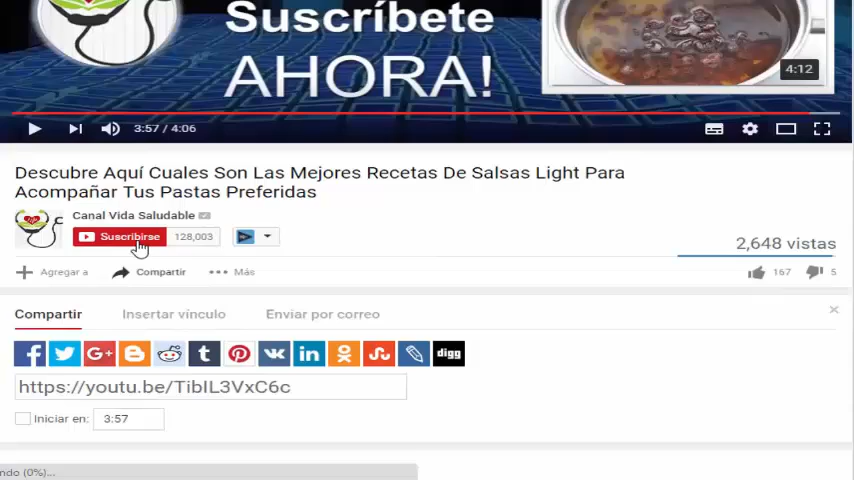 Suscríbete
AHORA!
4:12
3:57 / 4:06
Descubre Aquí Cuales Son Las Mejores Recetas De Salsas Light Para
Acompañar Tus Pastas Preferidas
Canal Vida Saludable
Suscribirse 128,003
2,648 vistas
Agregar a Compartir Más 167 5
Compartir Insertar vínculo Enviar por correo
digg
https://youtu.be/TibIL3VxC6c
Iniciar en: 3:57
ndo (0%)...